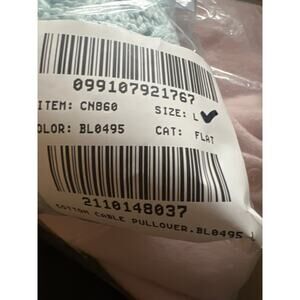 099107921767
ITEM: CN860 SIZE: L
OLOR: BL0495 CAT: FLAT
2110148037
COTTON CABLE PULLOVER.BL0495 L